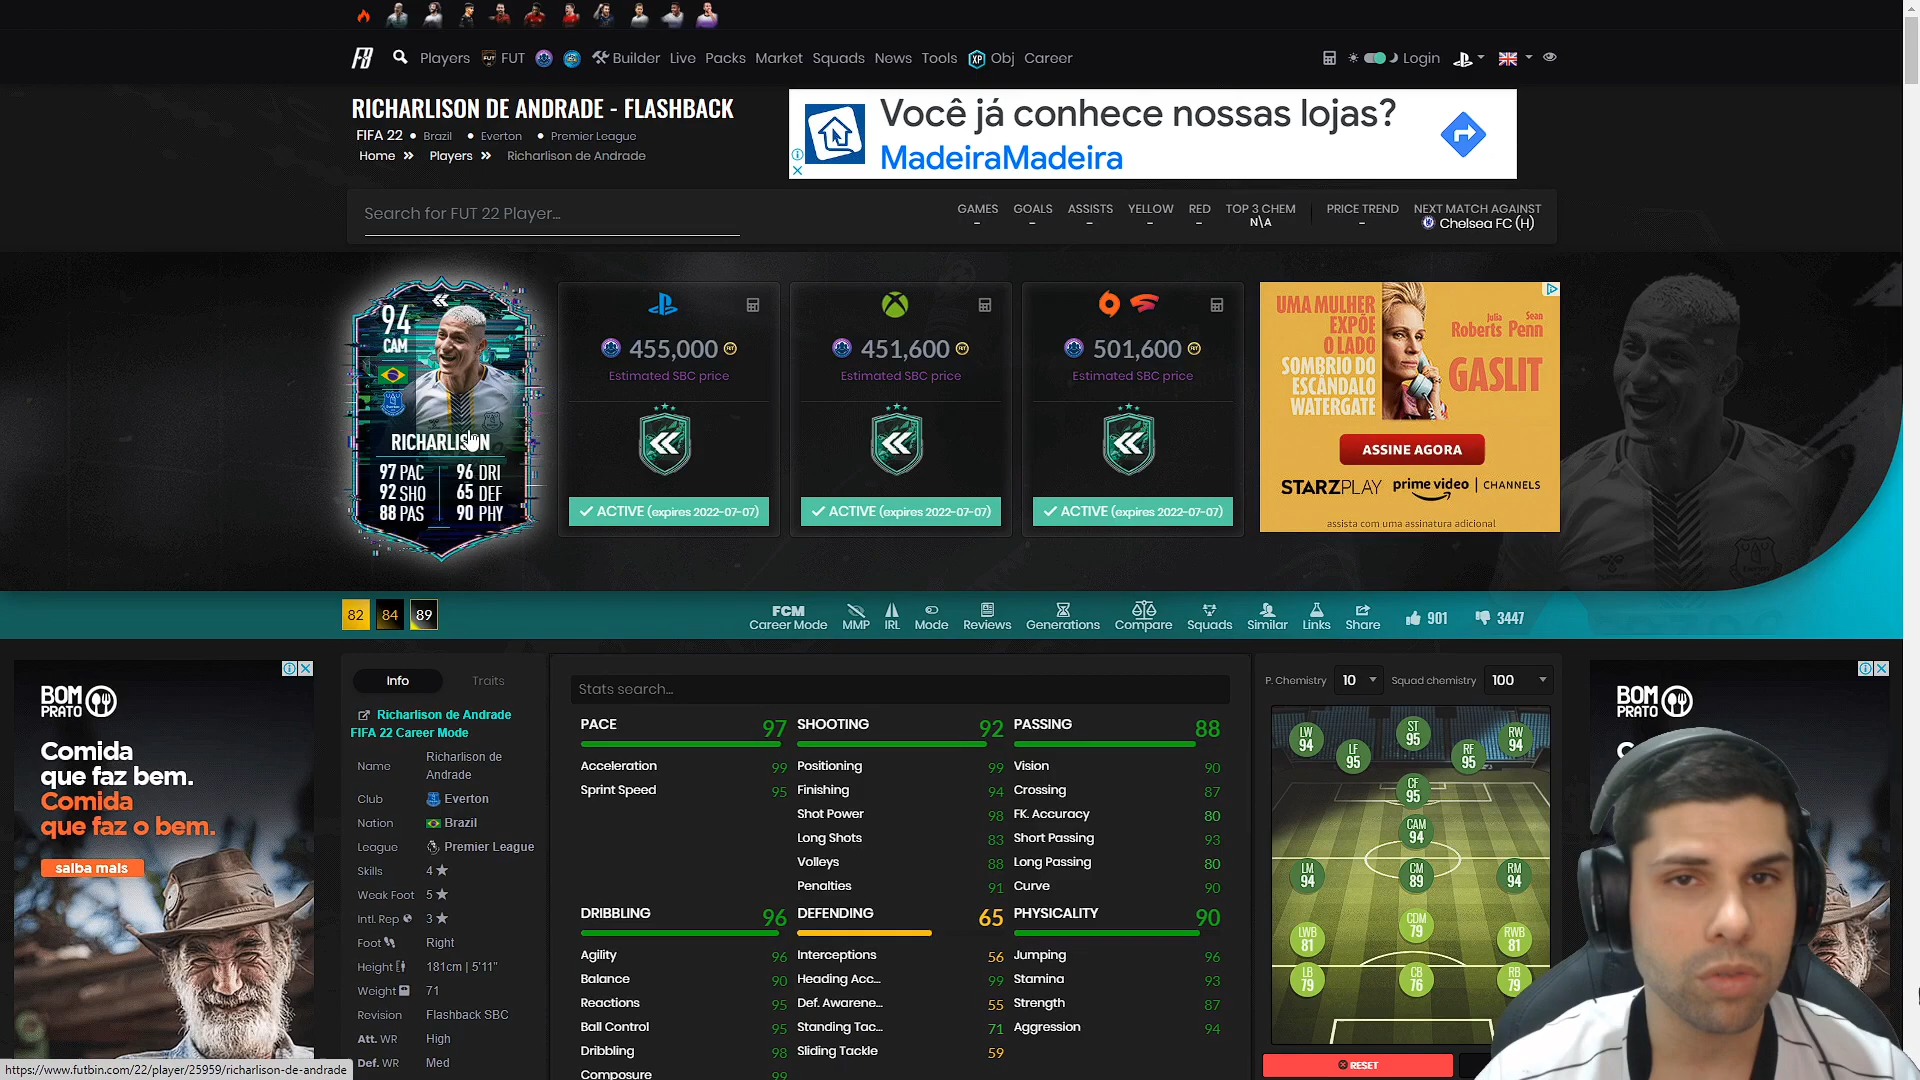 Players FUT Builder Live Packs Market Squads News Tools XP Obj Career
Login
RICHARLISON DE ANDRADE - FLASHBACK
FIFA 22 • Brazil • Everton • Premier League
Home » Players » Richarlison de Andrade
Você já conhece nossas lojas?
MadeiraMadeira
Search for FUT 22 Player...
GAMES GOALS ASSISTS YELLOW RED TOP 3 CHEM PRICE TREND NEXT MATCH AGAINST
- - - - - N\A - Chelsea FC (H)
94
CAM
RICHARLISON
97 PAC 96 DRI
92 SHO 65 DEF
88 PAS 90 PHY
455,000
Estimated SBC price
ACTIVE (expires 2022-07-07)
451,600
Estimated SBC price
ACTIVE (expires 2022-07-07)
501,600
Estimated SBC price
ACTIVE (expires 2022-07-07)
UMA MULHER
EXPÕE
O LADO
SOMBRIO DO
ESCÂNDALO
WATERGATE
Julia Roberts
Sean Penn
GASLIT
ASSINE AGORA
STARZPLAY prime video | CHANNELS
assista com uma assinatura adicional
82 84 89
FCM
Career Mode MMP IRL Mode Reviews Generations Compare Squads Similar Links Share 901 3447
BOM
PRATO
Comida
que faz bem.
Comida
que faz o bem.
saiba mais
Info Traits
Richarlison de Andrade
FIFA 22 Career Mode
Name Richarlison de
Andrade
Club Everton
Nation Brazil
League Premier League
Skills 4★
Weak Foot 5★
Intl. Rep 3★
Foot Right
Height 181cm | 5'11"
Weight 71
Revision Flashback SBC
Att. WR High
Def. WR Med
Stats search...
PACE 97
Acceleration 99
Sprint Speed 95
SHOOTING 92
Positioning 99
Finishing 94
Shot Power 98
Long Shots 83
Volleys 88
Penalties 91
PASSING 88
Vision 90
Crossing 87
FK. Accuracy 80
Short Passing 93
Long Passing 80
Curve 90
DRIBBLING 96
Agility 96
Balance 90
Reactions 95
Ball Control 95
Dribbling 98
Composure 99
DEFENDING 65
Interceptions 56
Heading Acc... 99
Def. Awarene... 55
Standing Tac... 71
Sliding Tackle 59
PHYSICALITY 90
Jumping 96
Stamina 93
Strength 87
Aggression 94
P. Chemistry 10 Squad chemistry 100
LW
94
LF
95
ST
95
RF
95
RW
94
CF
95
CAM
94
LM
94
CM
89
RM
94
CDM
79
LWB
81
RWB
81
LB
79
CB
76
RB
79
RESET
BOM
PRATO
https://www.futbin.com/22/player/25959/richarlison-de-andrade